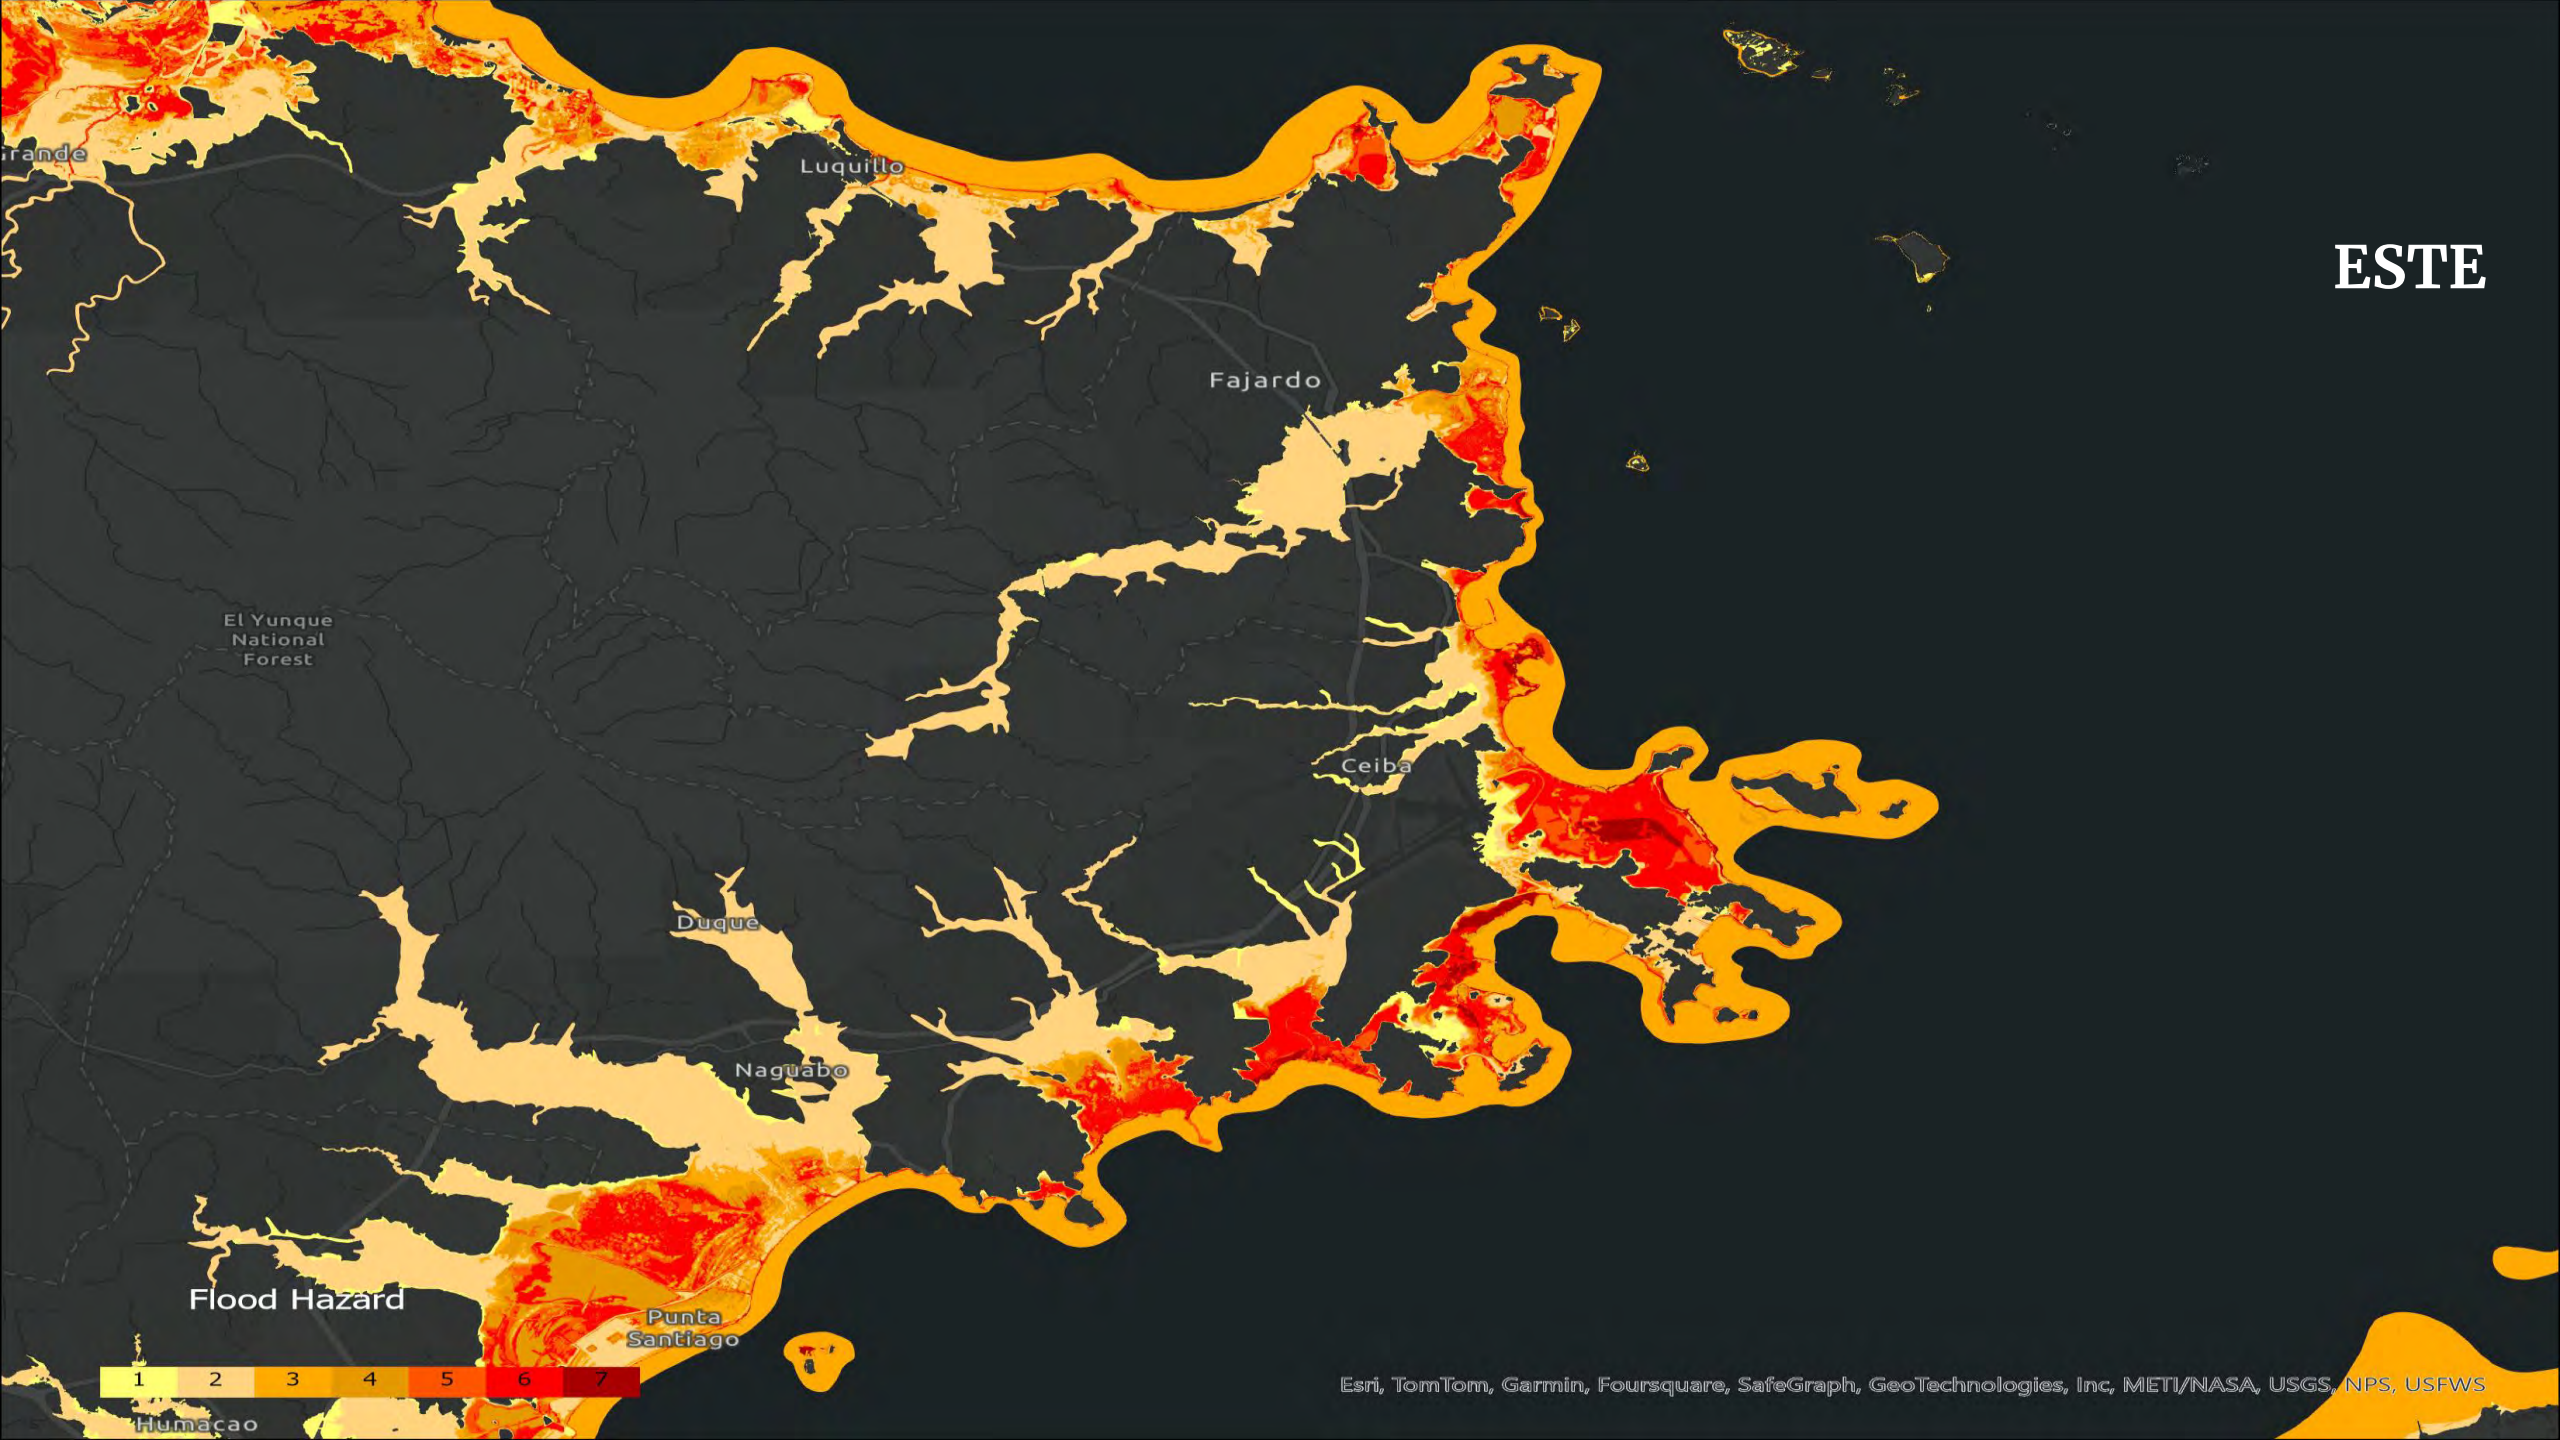 Grande
Luquillo
ESTE
Fajardo
El Yunque
National
Forest
Ceiba
Duque
Naguabo
Flood Hazard
Punta
Santiago
1 2 3 4 5 6 7
Esri, TomTom, Garmin, Foursquare, SafeGraph, GeoTechnologies, Inc, METI/NASA, USGS, NPS, USFWS
Humacao